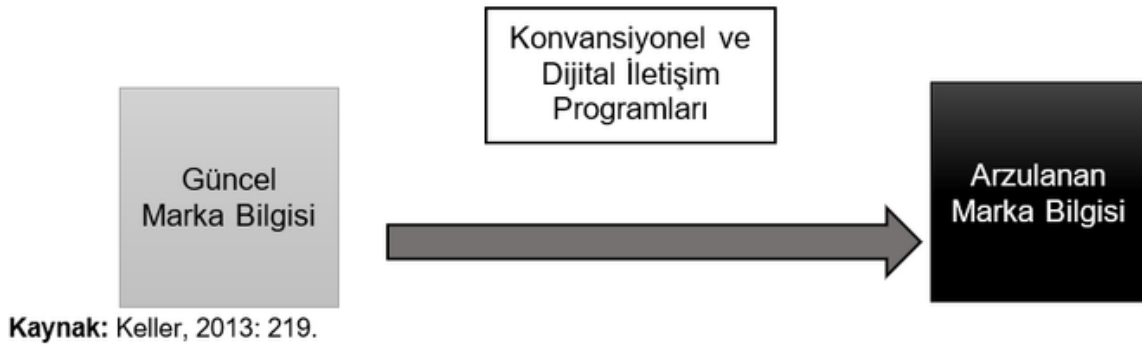 Konvansiyonel ve
Dijital İletişim
Programları
Güncel
Marka Bilgisi
Arzulanan
Marka Bilgisi
Kaynak: Keller, 2013: 219.